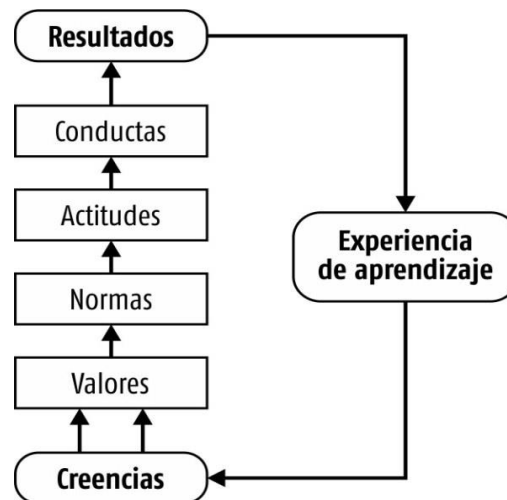 Resultados
Conductas
Actitudes
Experiencia
de aprendizaje
Normas
Valores
Creencias